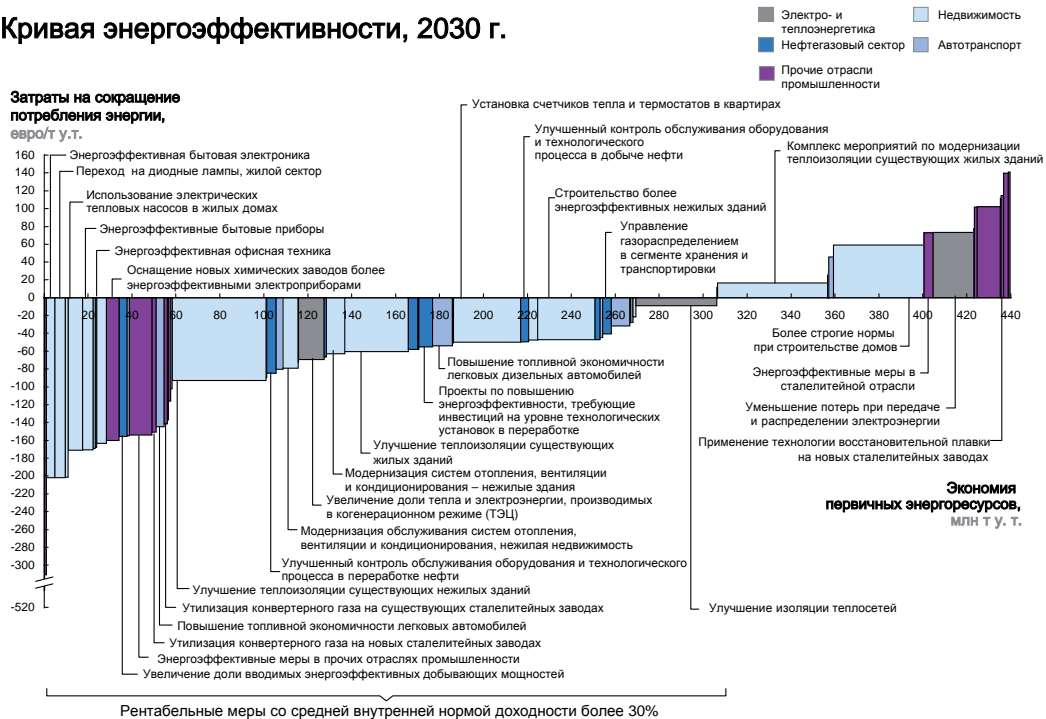 Кривая энергоэффективности, 2030 г.
Электро- и
теплоэнергетика
Недвижимость
Нефтегазовый сектор
Автотранспорт
Прочие отрасли
промышленности
Затраты на сокращение
потребления энергии,
евро/т у.т.
Установка счетчиков тепла и термостатов в квартирах
Улучшенный контроль обслуживания оборудования
и технологического
процесса в добыче нефти
Комплекс мероприятий по модернизации
теплоизоляции существующих жилых зданий
Энергоэффективная бытовая электроника
Переход на диодные лампы, жилой сектор
Использование электрических
тепловых насосов в жилых домах
Строительство более
энергоэффективных нежилых зданий
Энергоэффективные бытовые приборы
Управление
газораспределением
в сегменте хранения и
транспортировки
Энергоэффективная офисная техника
Оснащение новых химических заводов более
энергоэффективными электроприборами
160
140
120
100
80
60
40
20
0
-20
-40
-60
-80
-100
-120
-140
-160
-180
-200
-220
-240
-260
-280
-300
-520
0 20 40 60 80 100 120 140 160 180 200 220 240 260 280 300 320 340 360 380 400 420 440
Более строгие нормы
при строительстве домов
Повышение топливной экономичности
легковых дизельных автомобилей
Энергоэффективные меры в
сталелитейной отрасли
Проекты по повышению
энергоэффективности, требующие
инвестиций на уровне технологических
установок в переработке
Уменьшение потерь при передаче
и распределении электроэнергии
Улучшение теплоизоляции существующих
жилых зданий
Применение технологии восстановительной плавки
на новых сталелитейных заводах
Модернизация систем отопления, вентиляции
и кондиционирования – нежилые здания
Экономия
первичных энергоресурсов,
млн т у. т.
Увеличение доли тепла и электроэнергии, производимых
в когенерационном режиме (ТЭЦ)
Модернизация обслуживания систем отопления,
вентиляции и кондиционирования, нежилая недвижимость
Улучшенный контроль обслуживания оборудования и технологического
процесса в переработке нефти
Улучшение теплоизоляции существующих нежилых зданий
Утилизация конвертерного газа на существующих сталелитейных заводах
Улучшение изоляции теплосетей
Повышение топливной экономичности легковых автомобилей
Утилизация конвертерного газа на новых сталелитейных заводах
Энергоэффективные меры в прочих отраслях промышленности
Увеличение доли вводимых энергоэффективных добывающих мощностей
Рентабельные меры со средней внутренней нормой доходности более 30%